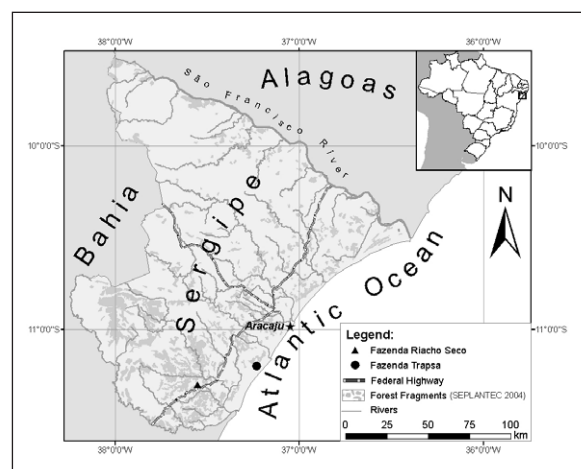 38°0'0"W 37°0'0"W 36°0'0"W
Alagoas
São Francisco River
10°0'0"S 10°0'0"S
Bahia
Sergipe
N
Atlantic Ocean
Aracaju
11°0'0"S 11°0'0"S
Legend:
Fazenda Riacho Seco
Fazenda Trapsa
Federal Highway
Forest Fragments (SEPLANTEC 2004)
Rivers
0 25 50 75 100
km
38°0'0"W 37°0'0"W 36°0'0"W